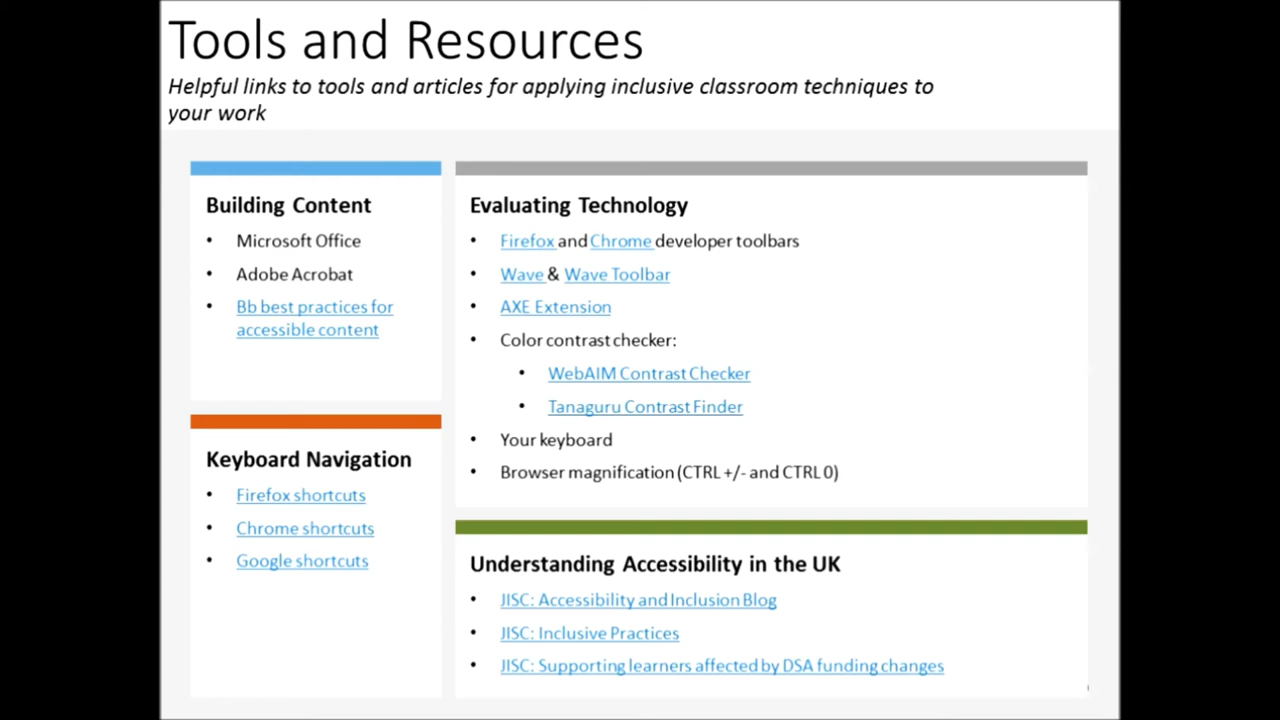 Tools and Resources
Helpful links to tools and articles for applying inclusive classroom techniques to
your work
Building Content
• Microsoft Office
• Adobe Acrobat
• Bb best practices for
accessible content
Keyboard Navigation
• Firefox shortcuts
• Chrome shortcuts
• Google shortcuts
Evaluating Technology
• Firefox and Chrome developer toolbars
• Wave & Wave Toolbar
• AXE Extension
• Color contrast checker:
• WebAIM Contrast Checker
• Tanaguru Contrast Finder
• Your keyboard
• Browser magnification (CTRL +/- and CTRL 0)
Understanding Accessibility in the UK
• JISC: Accessibility and Inclusion Blog
• JISC: Inclusive Practices
• JISC: Supporting learners affected by DSA funding changes